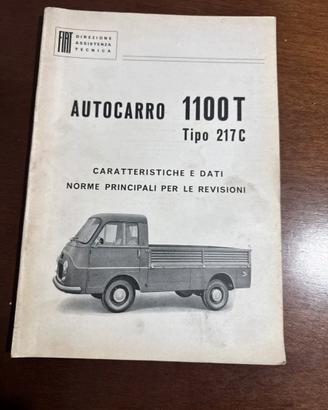 FIAT
DIREZIONE
ASSISTENZA
TECNICA
AUTOCARRO 1100T
Tipo 217C
CARATTERISTICHE E DATI
NORME PRINCIPALI PER LE REVISIONI